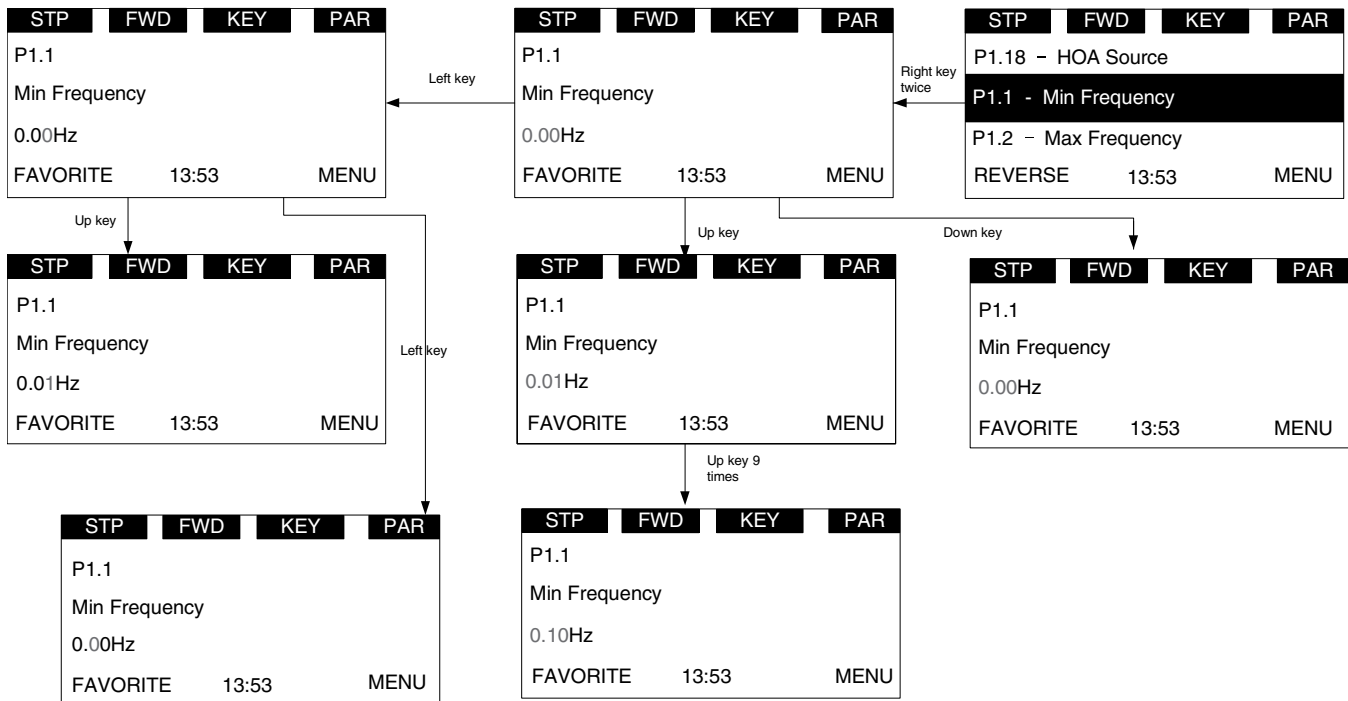 STP FWD KEY PAR
P1.1
Min Frequency
0.00Hz
FAVORITE 13:53 MENU
Left key
STP FWD KEY PAR
P1.1
Min Frequency
0.00Hz
FAVORITE 13:53 MENU
Right key
twice
STP FWD KEY PAR
P1.18 – HOA Source
P1.1 - Min Frequency
P1.2 – Max Frequency
REVERSE 13:53 MENU
Up key
Up key
Down key
STP FWD KEY PAR
P1.1
Min Frequency
0.01Hz
FAVORITE 13:53 MENU
Left key
STP FWD KEY PAR
P1.1
Min Frequency
0.01Hz
FAVORITE 13:53 MENU
STP FWD KEY PAR
P1.1
Min Frequency
0.00Hz
FAVORITE 13:53 MENU
Up key 9
times
STP FWD KEY PAR
P1.1
Min Frequency
0.00Hz
FAVORITE 13:53 MENU
STP FWD KEY PAR
P1.1
Min Frequency
0.10Hz
FAVORITE 13:53 MENU